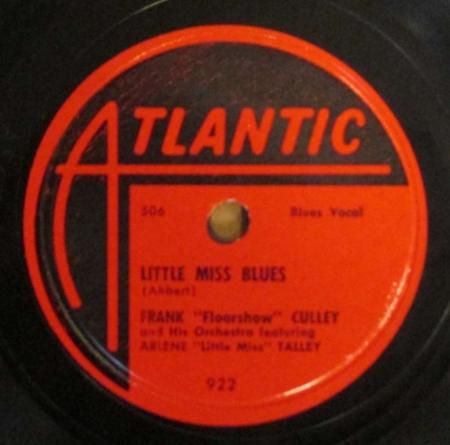 ATLANTIC
506 Blues Vocal
LITTLE MISS BLUES
(Ahbert)
FRANK "Floorshow" CULLEY
and His Orchestra featuring
ARLENE "Little Miss" TALLEY
922